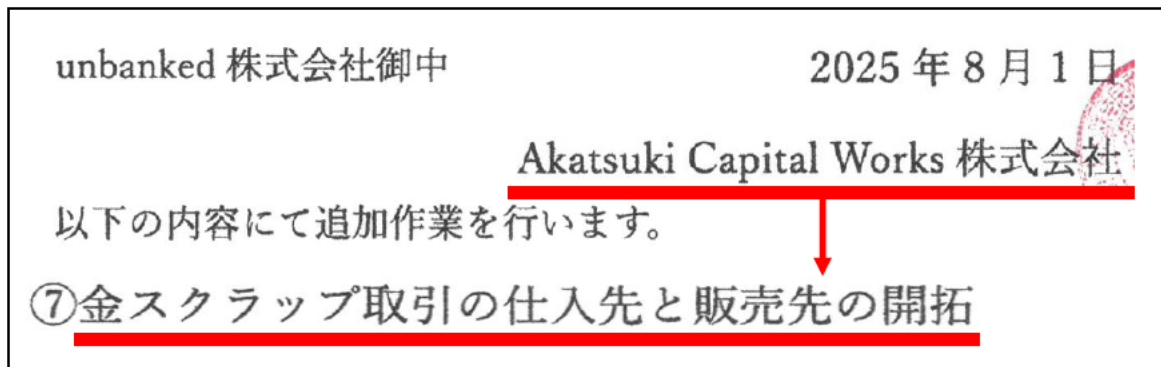 unbanked 株式会社御中 2025 年 8 月 1 日
Akatsuki Capital Works 株式会社
以下の内容にて追加作業を行います。
⑦金スクラップ取引の仕入先と販売先の開拓